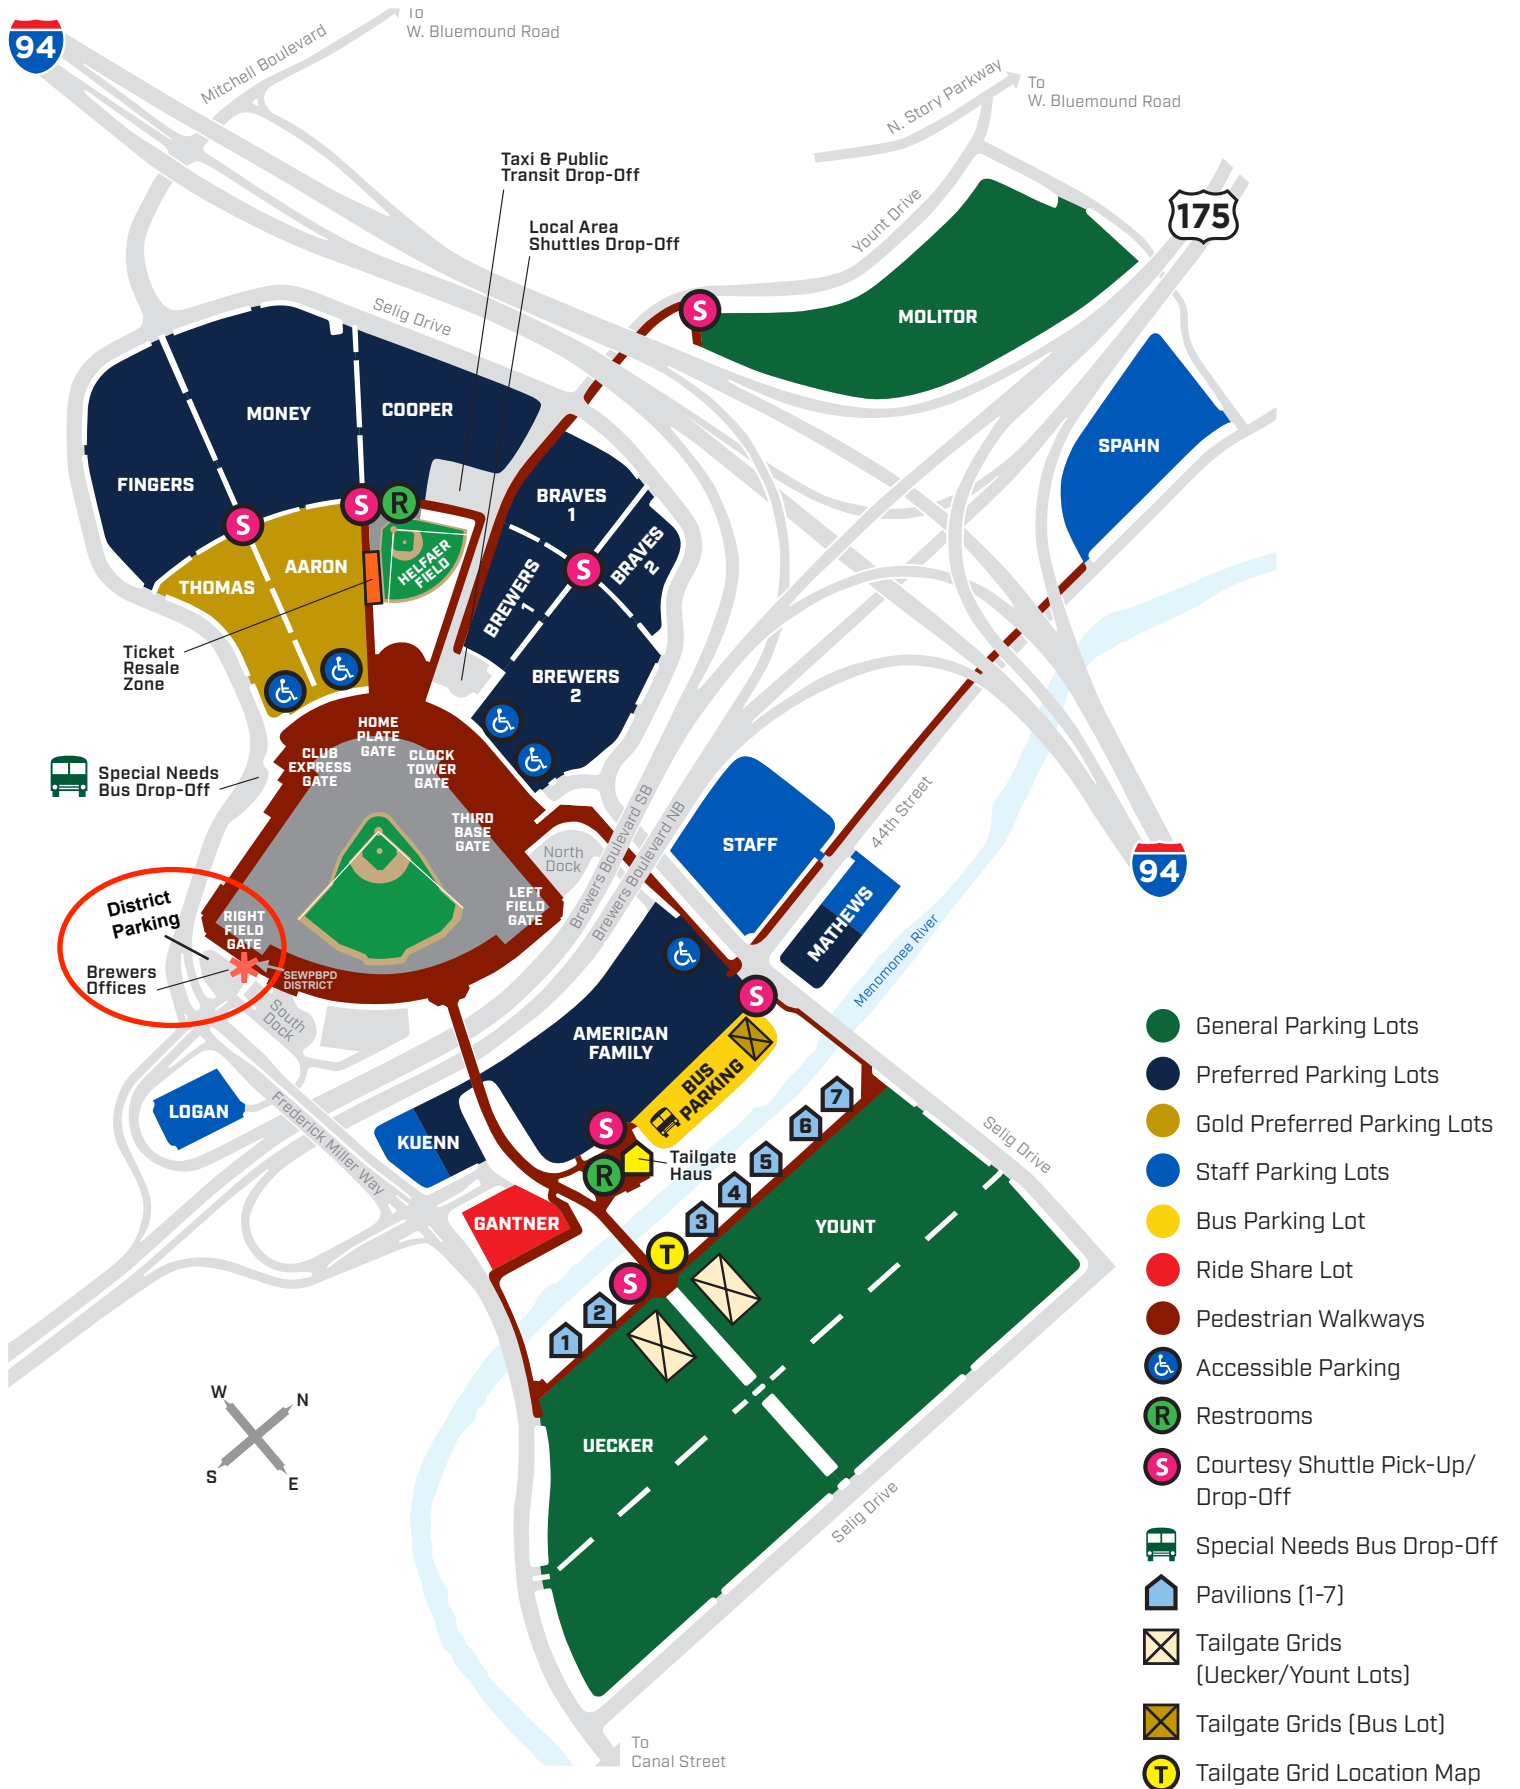 94
To
W. Bluemound Road
Mitchell Boulevard
N. Story Parkway
To
W. Bluemound Road
Taxi & Public
Transit Drop-Off
175
Local Area
Shuttles Drop-Off
Yount Drive
Selig Drive
S
MOLITOR
MONEY
COOPER
SPAHN
FINGERS
BRAVES
1
S
R
S
BRAVES
2
HELFAER
FIELD
AARON
THOMAS
S
BREWERS
1
Ticket
Resale
Zone
BREWERS
2
HOME
PLATE
GATE
CLUB
EXPRESS
GATE
CLOCK
TOWER
GATE
Special Needs
Bus Drop-Off
THIRD
BASE
GATE
North
Dock
Brewers Boulevard SB
Brewers Boulevard NB
STAFF
44th Street
94
MATHEWS
LEFT
FIELD
GATE
District
Parking
RIGHT
FIELD
GATE
Brewers
Offices
SEWPBPD
DISTRICT
South
Dock
Menomonee River
S
AMERICAN
FAMILY
BUS
PARKING
LOGAN
Frederick Miller Way
KUENN
S
R
Tailgate
Haus
7
6
5
4
3
Selig Drive
GANTNER
YOUNT
T
S
2
1
W
N
S
E
UECKER
Selig Drive
To
Canal Street
General Parking Lots
Preferred Parking Lots
Gold Preferred Parking Lots
Staff Parking Lots
Bus Parking Lot
Ride Share Lot
Pedestrian Walkways
Accessible Parking
R
Restrooms
S
Courtesy Shuttle Pick-Up/
Drop-Off
Special Needs Bus Drop-Off
Pavilions (1-7)
Tailgate Grids
(Uecker/Yount Lots)
Tailgate Grids (Bus Lot)
T
Tailgate Grid Location Map